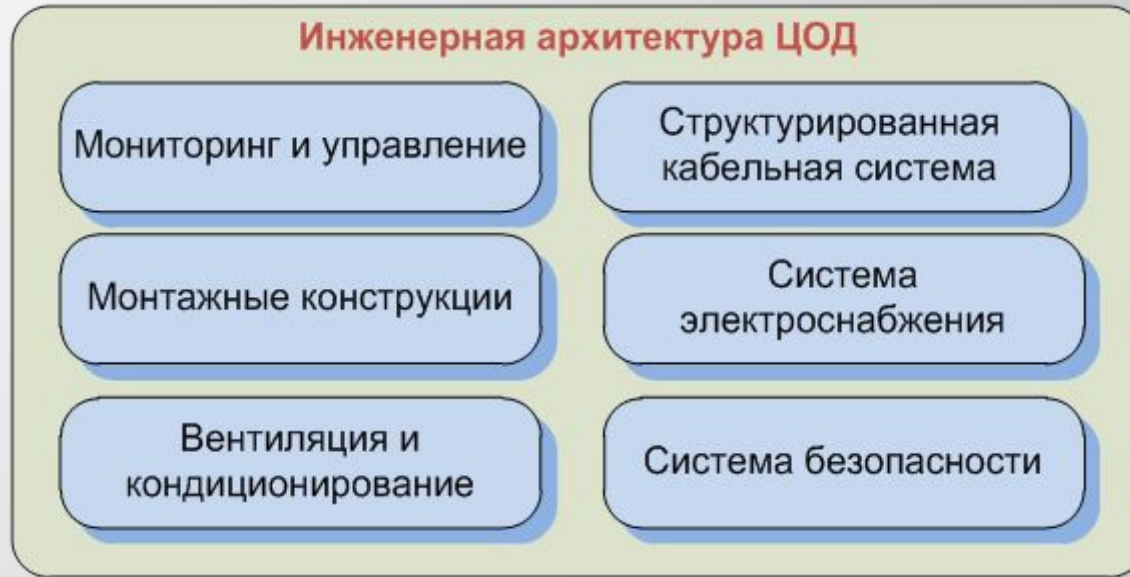 Инженерная архитектура ЦОД
Мониторинг и управление
Структурированная
кабельная система
Монтажные конструкции
Система
электроснабжения
Вентиляция и
кондиционирование
Система безопасности